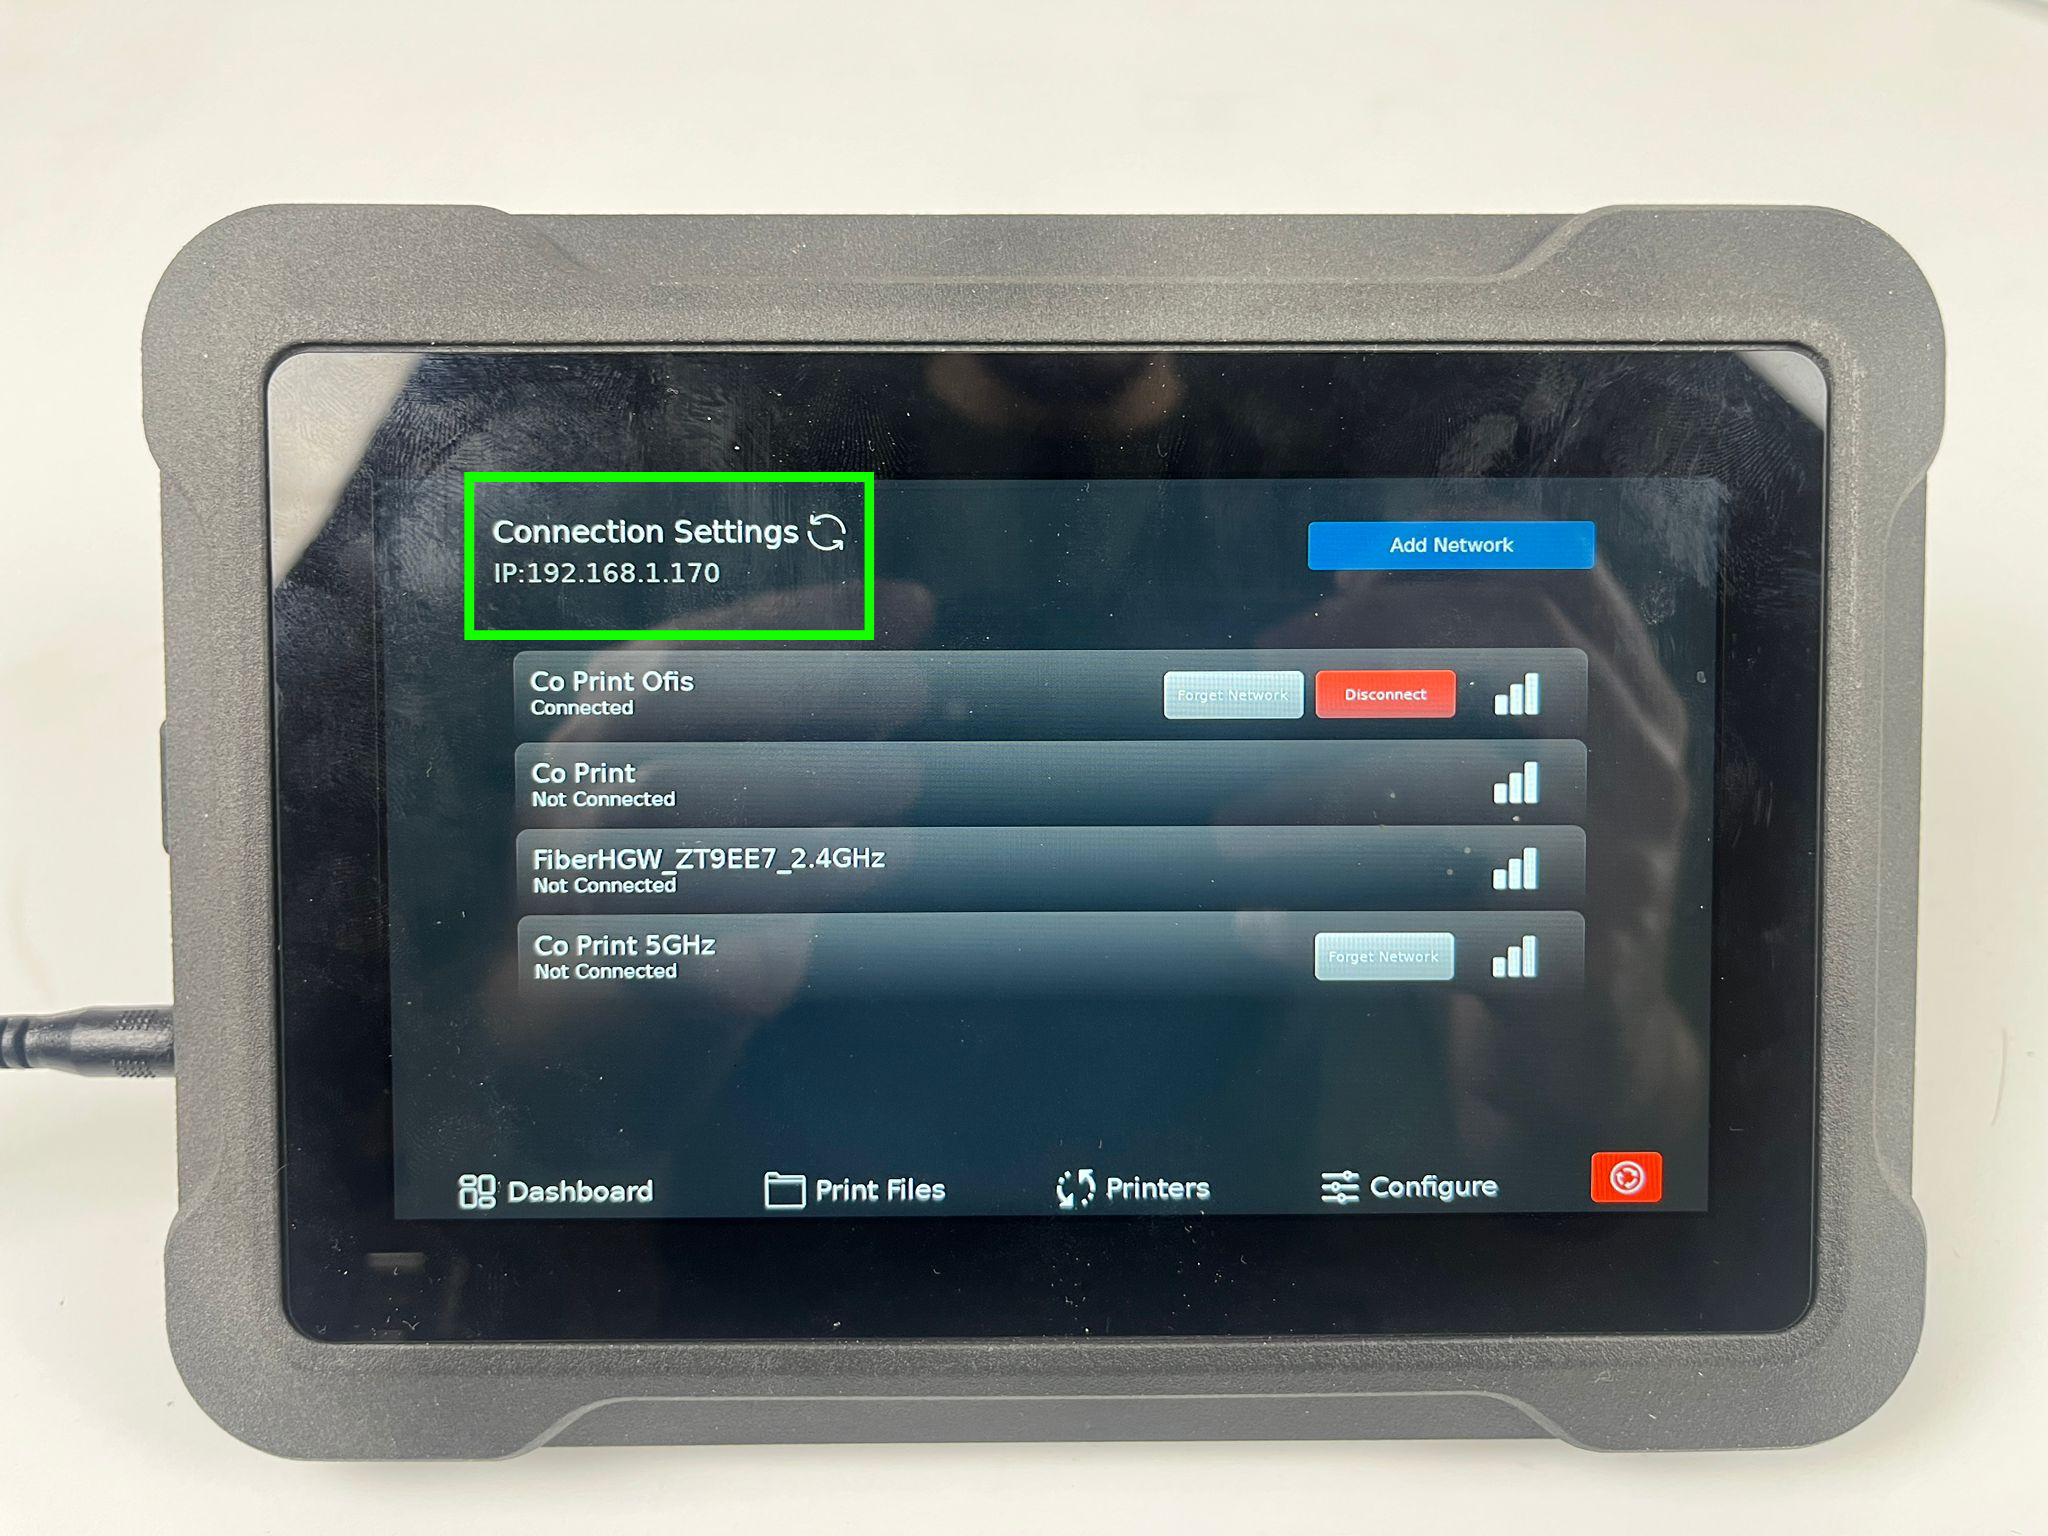 Connection Settings
IP:192.168.1.170
Add Network
Co Print Ofis
Connected
Forget Network
Disconnect
Co Print
Not Connected
FiberHGW_ZT9EE7_2.4GHz
Not Connected
Co Print 5GHz
Not Connected
Forget Network
Dashboard
Print Files
Printers
Configure